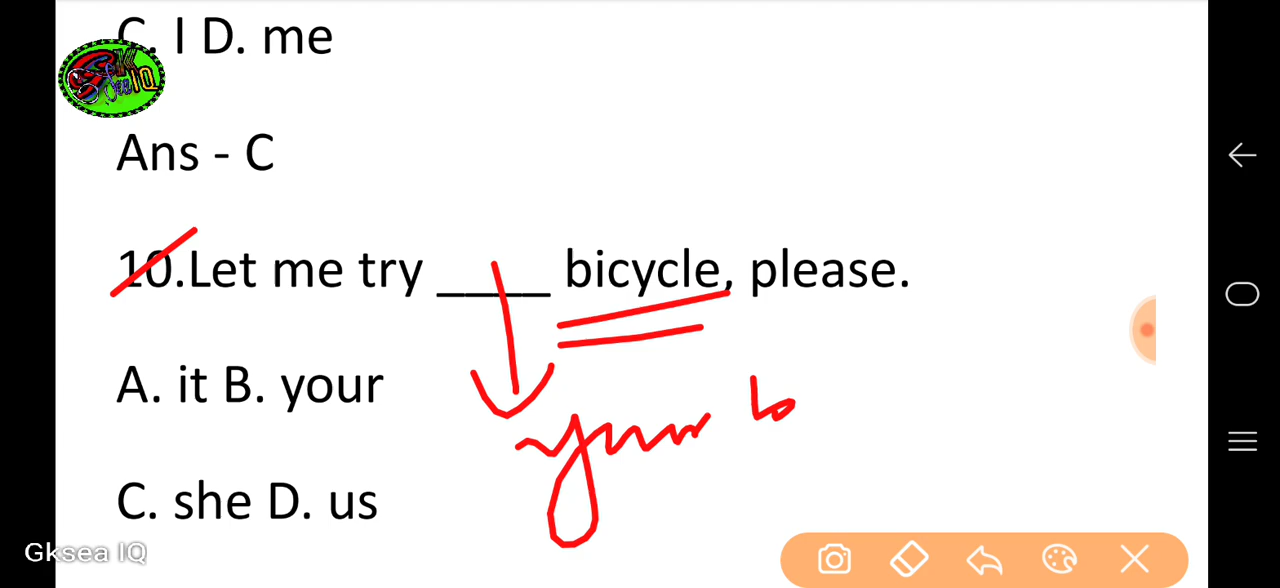 C. I D. me
Ans - C
10.Let me try ____ bicycle, please.
A. it B. your
your b
C. she D. us
Gksea IQ